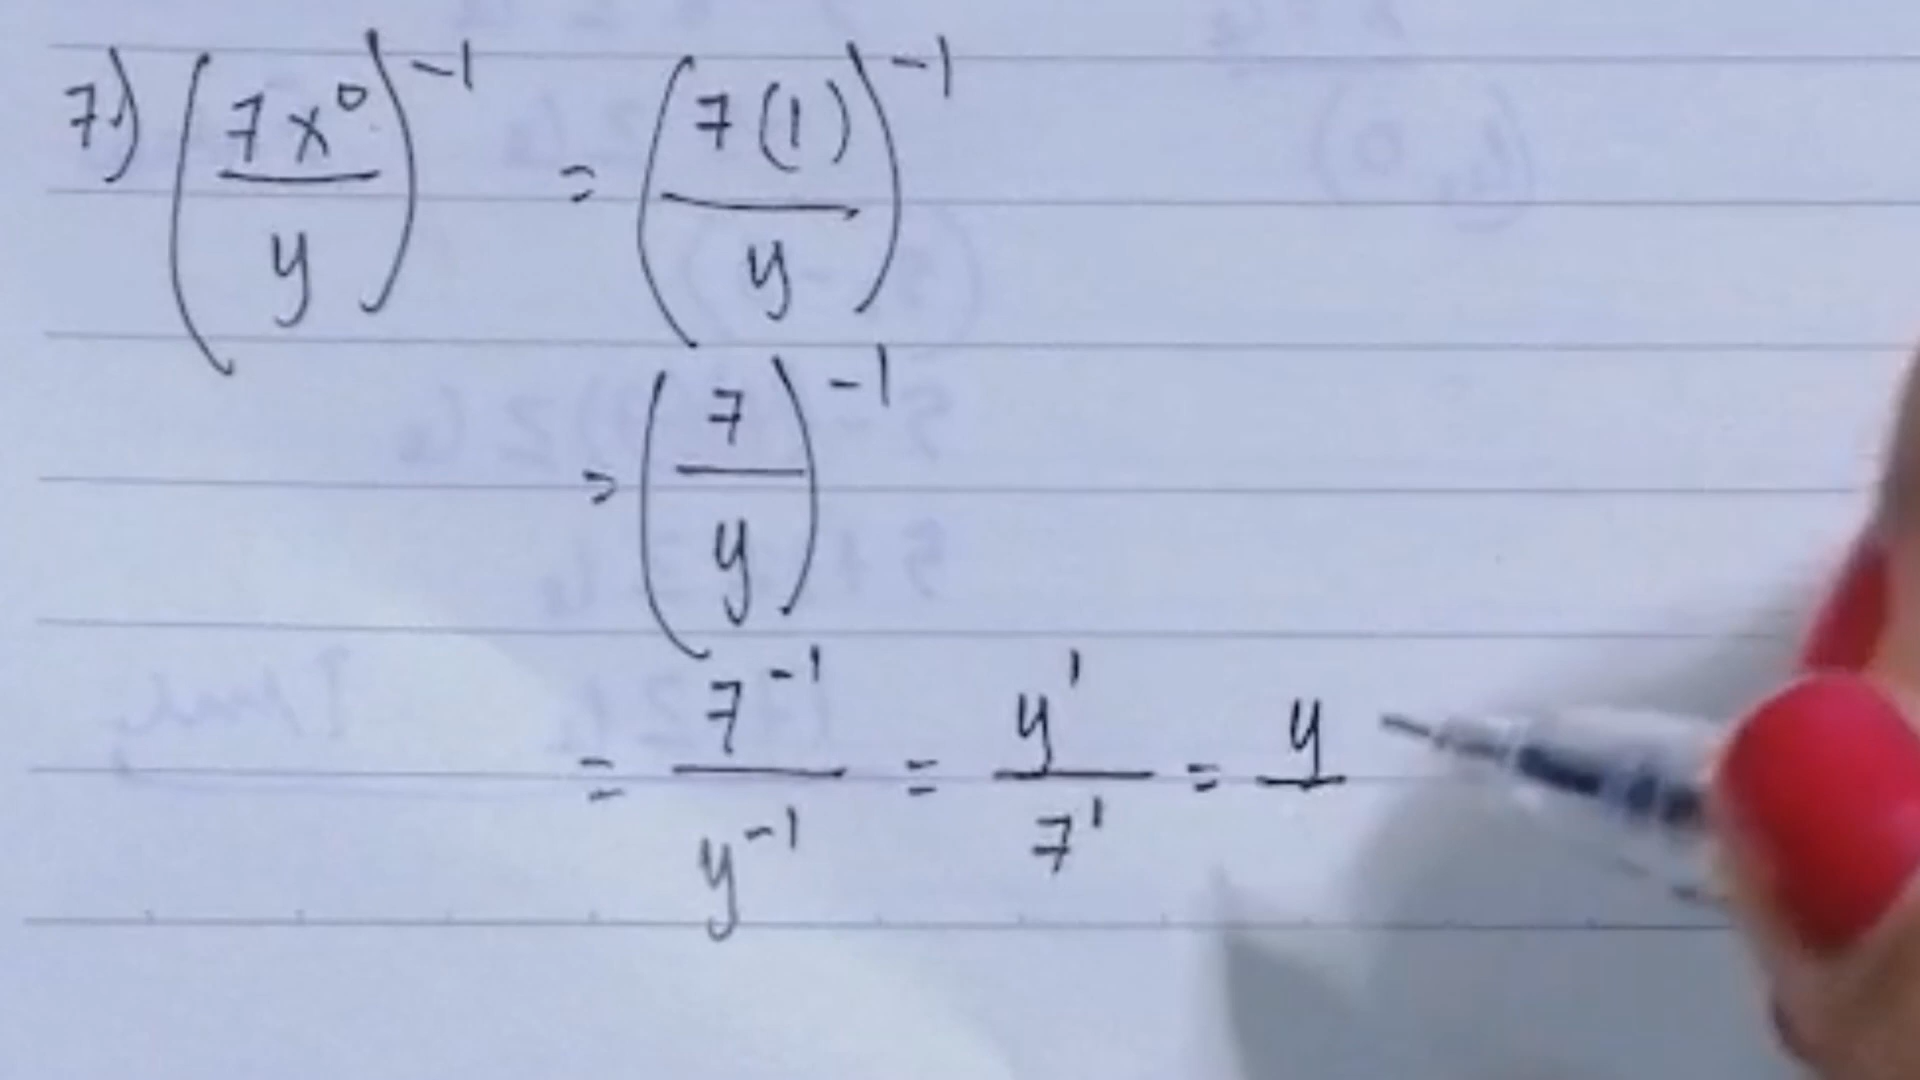 7) (7x⁰/y)⁻¹ = (7(1)/y)⁻¹
= (7/y)⁻¹
= 7⁻¹/y⁻¹ = y¹/7¹ = y/